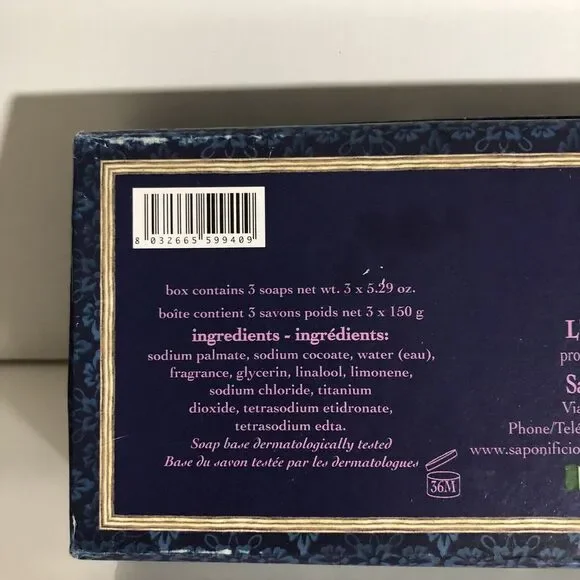 8 032665 599409
box contains 3 soaps net wt. 3 x 5.29 oz.
boîte contient 3 savons poids net 3 x 150 g
ingredients - ingrédients:
sodium palmate, sodium cocoate, water (eau),
fragrance, glycerin, linalool, limonene,
sodium chloride, titanium
dioxide, tetrasodium etidronate,
tetrasodium edta.
Soap base dermatologically tested
Base du savon testée par les dermatologues
36M
L
pro
Sa
Via
Phone/Télé
www.saponificio